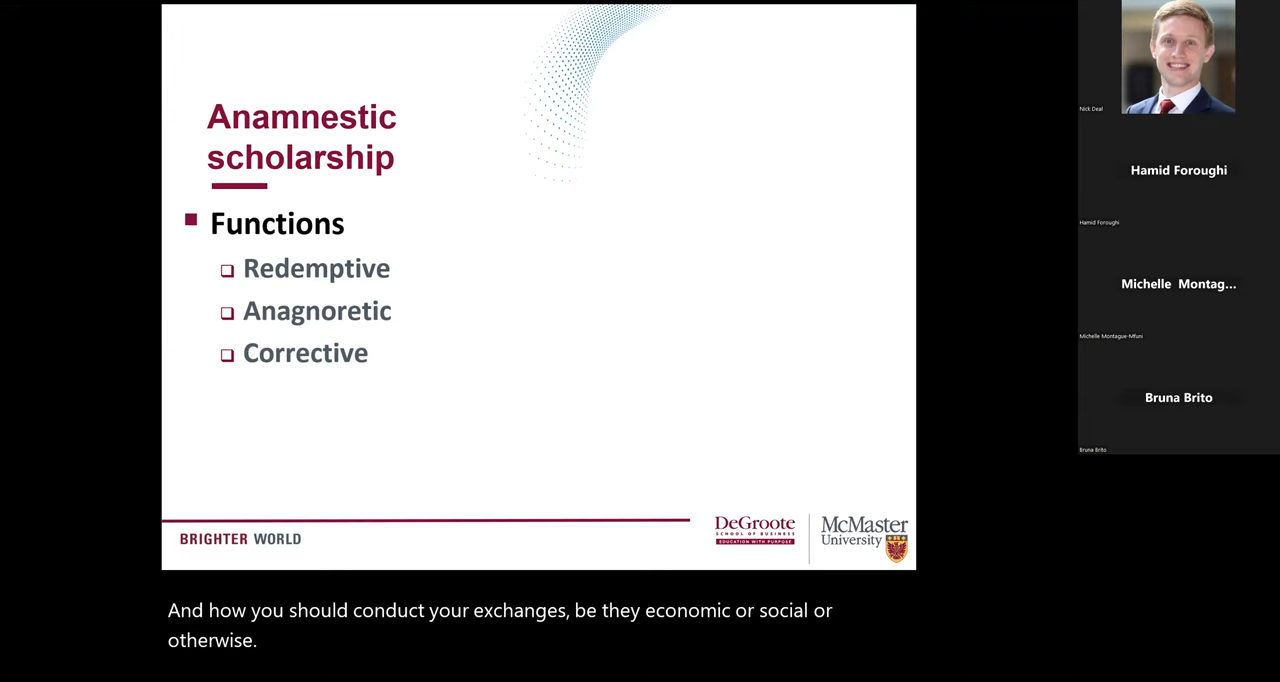 Anamnestic
scholarship
Functions
Redemptive
Anagnoretic
Corrective
BRIGHTER WORLD
DeGroote
SCHOOL OF BUSINESS
EDUCATION WITH PURPOSE
McMaster
University
And how you should conduct your exchanges, be they economic or social or
otherwise.
Nick Deal
Hamid Foroughi
Hamid Foroughi
Michelle Montag...
Michelle Montague-Mfuni
Bruna Brito
Bruna Brito